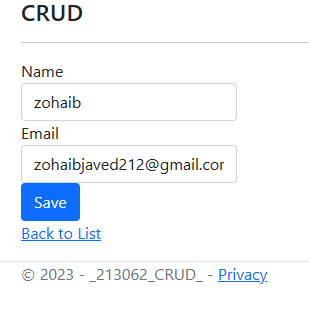 CRUD
Name
zohaib
Email
zohaibjaved212@gmail.cor
Save
Back to List
© 2023 - _213062_CRUD_ - Privacy